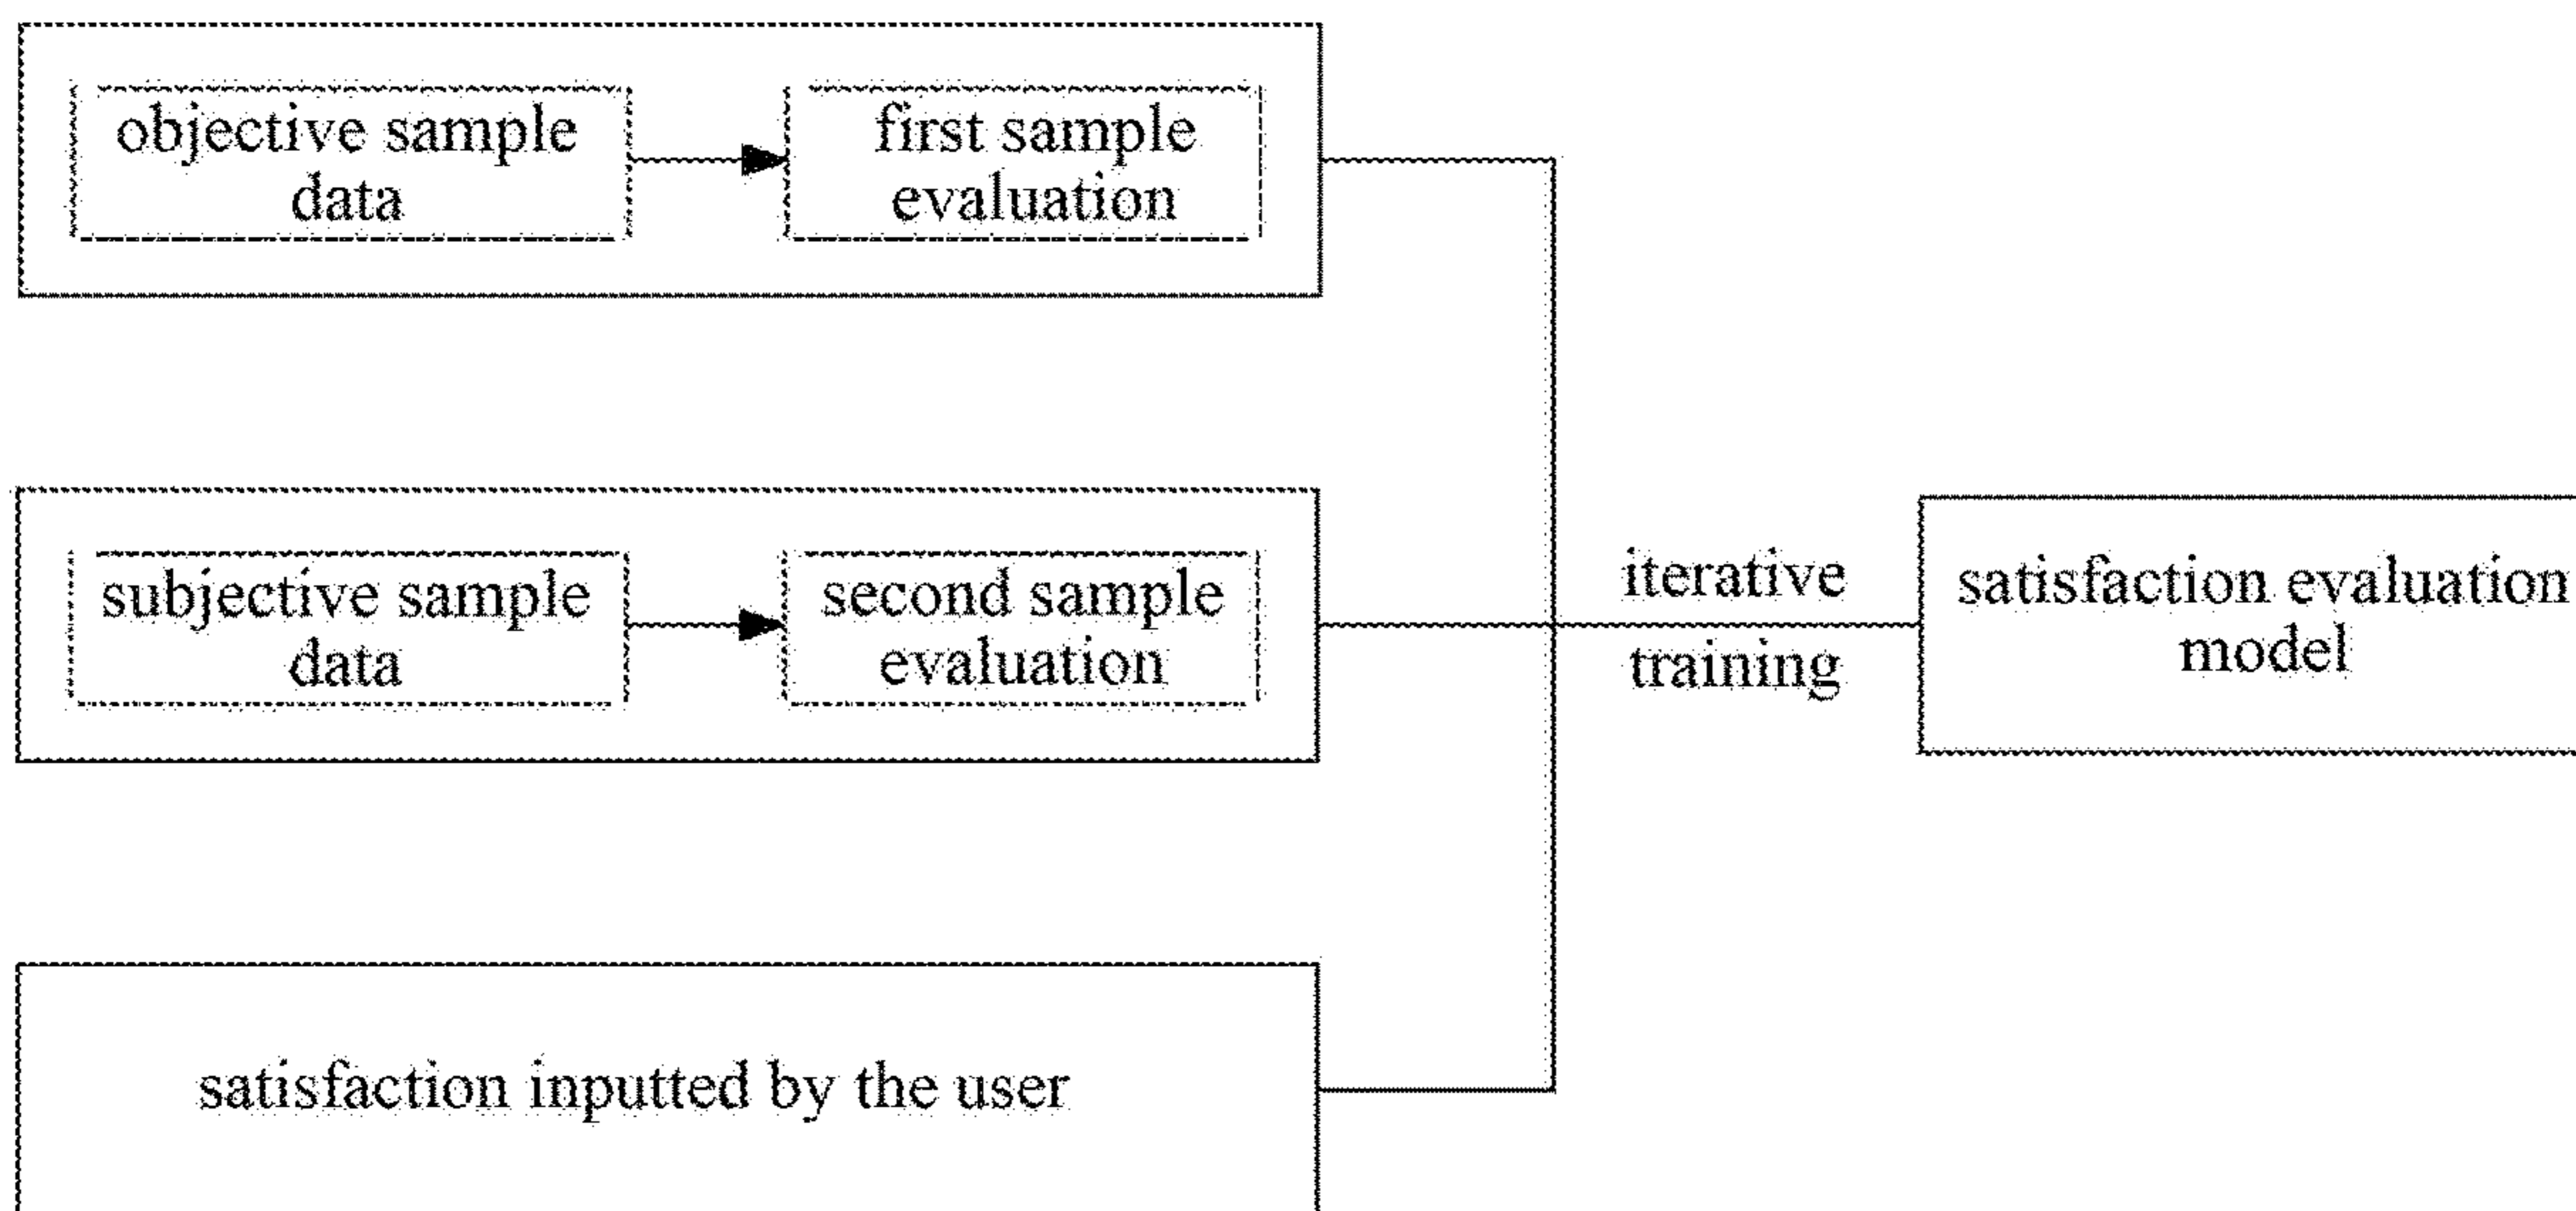 objective sample
data
first sample
evaluation
subjective sample
data
second sample
evaluation
iterative
training
satisfaction evaluation
model
satisfaction inputted by the user